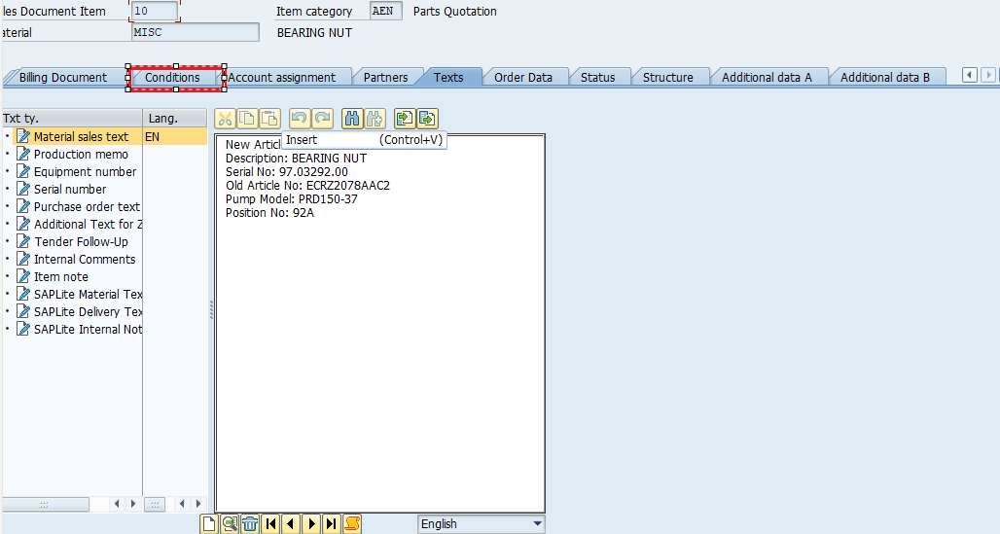 les Document Item 10 Item category AEN Parts Quotation
aterial MISC BEARING NUT
Billing Document Conditions Account assignment Partners Texts Order Data Status Structure Additional data A Additional data B
Txt ty. Lang.
Material sales text EN
Production memo
Equipment number
Serial number
Purchase order text
Additional Text for Z
Tender Follow-Up
Internal Comments
Item note
SAPLite Material Tex
SAPLite Delivery Tex
SAPLite Internal Not
Insert (Control+V)
New Artic
Description: BEARING NUT
Serial No: 97.03292.00
Old Article No: ECRZ2078AAC2
Pump Model: PRD150-37
Position No: 92A
English